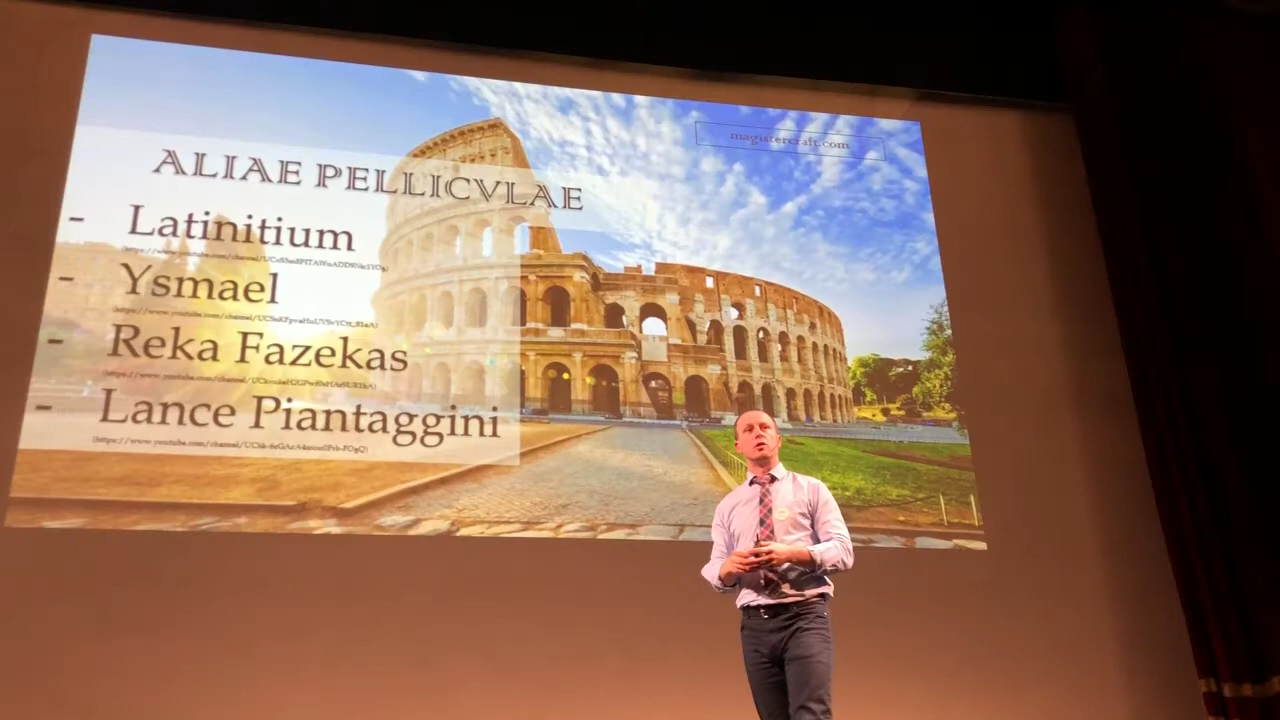 magistercraft.com
ALIAE PELLICVLAE
- Latinitium
- Ysmael
- Reka Fazekas
- Lance Piantaggini